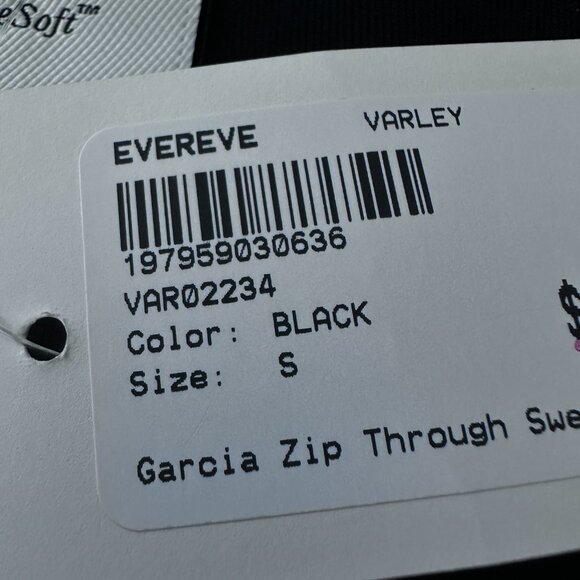 eSoft™
EVEREVE VARLEY
197959030636
VAR02234
Color: BLACK
Size: S
$
Garcia Zip Through Swe